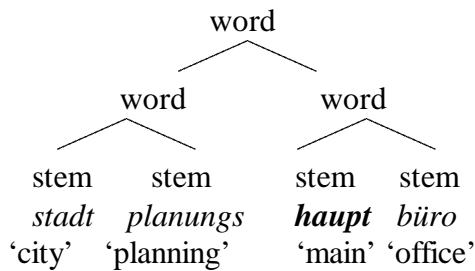 word
word word
stem stem stem stem
stadt planungs haupt büro
‘city’ ‘planning’ ‘main’ ‘office’